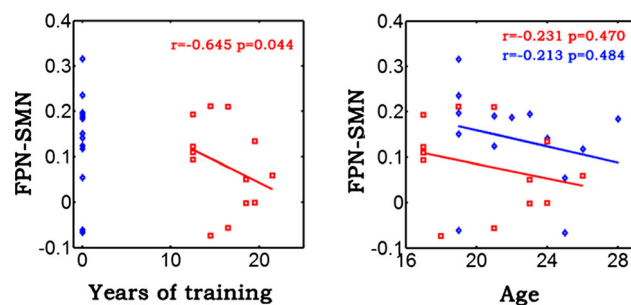 r=-0.645 p=0.044
FPN-SMN
0.4
0.3
0.2
0.1
0
-0.1
0 10 20
Years of training
r=-0.231 p=0.470
r=-0.213 p=0.484
FPN-SMN
0.4
0.3
0.2
0.1
0
-0.1
16 20 24 28
Age